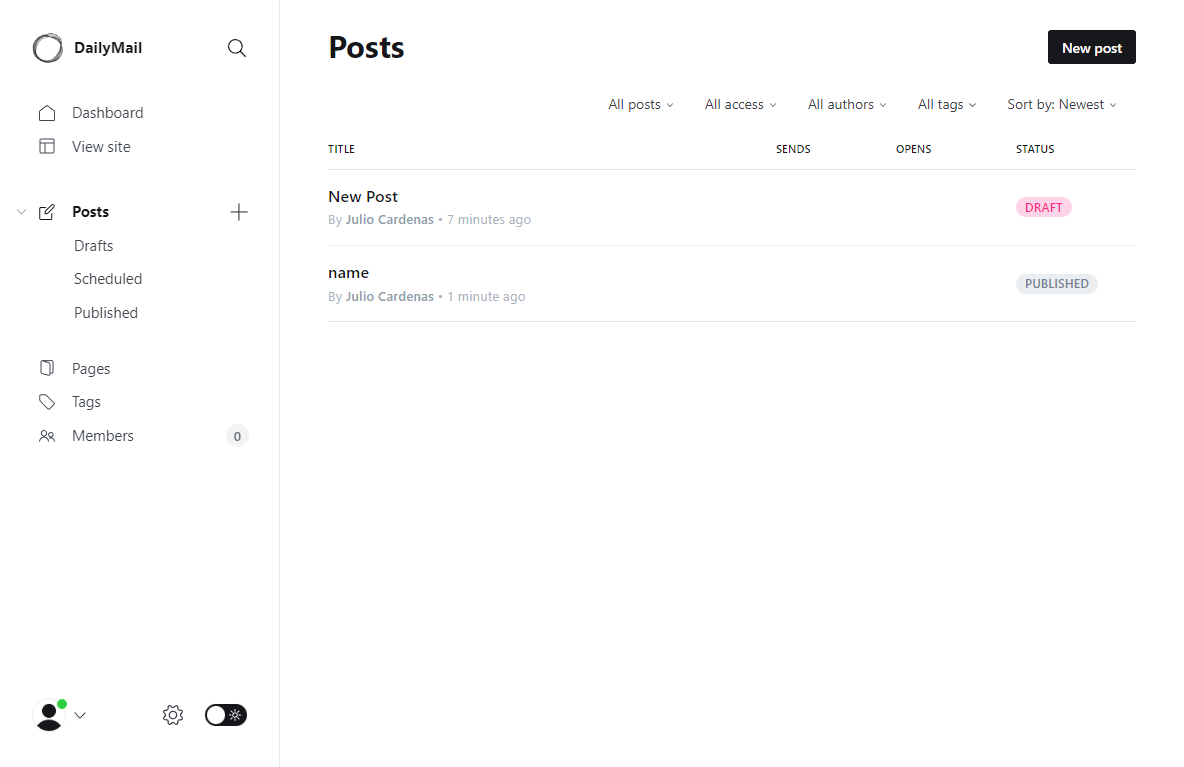 DailyMail
Dashboard
View site
Posts
Drafts
Scheduled
Published
Pages
Tags
Members 0
Posts
New post
All posts All access All authors All tags Sort by: Newest
TITLE SENDS OPENS STATUS
New Post
By Julio Cardenas • 7 minutes ago
DRAFT
name
By Julio Cardenas • 1 minute ago
PUBLISHED